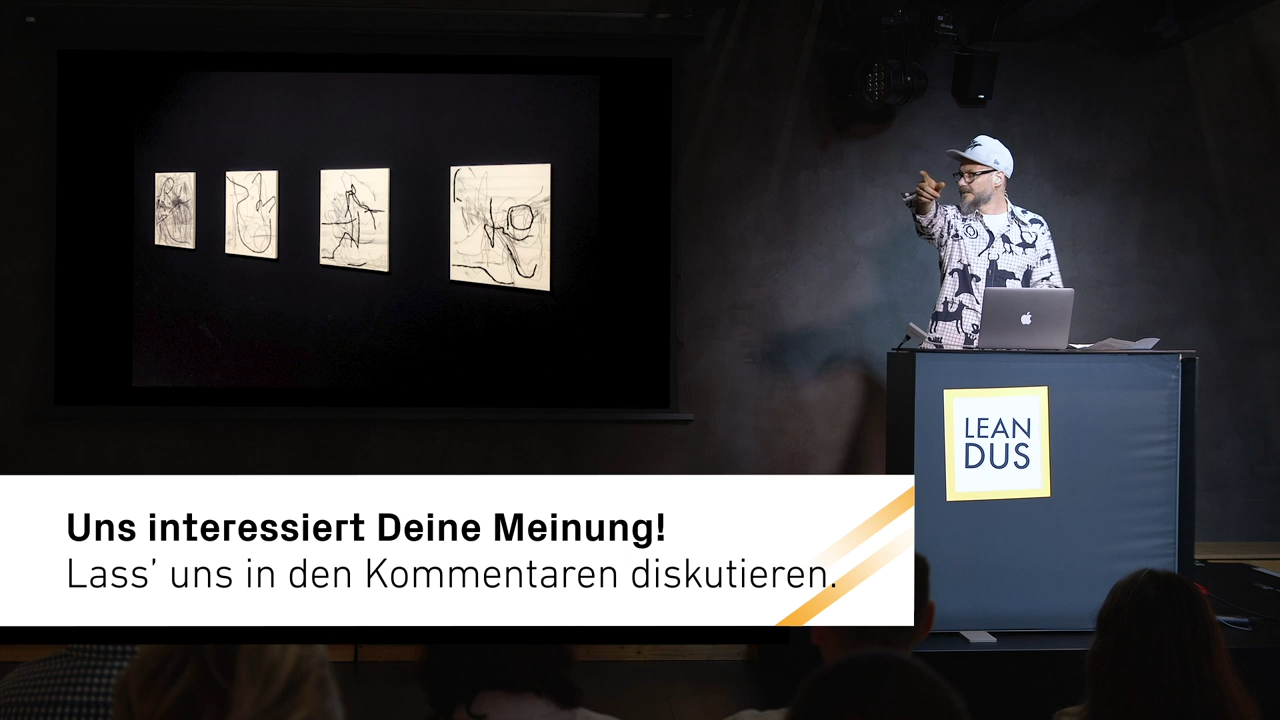 LEAN
DUS
Uns interessiert Deine Meinung!
Lass’ uns in den Kommentaren diskutieren.